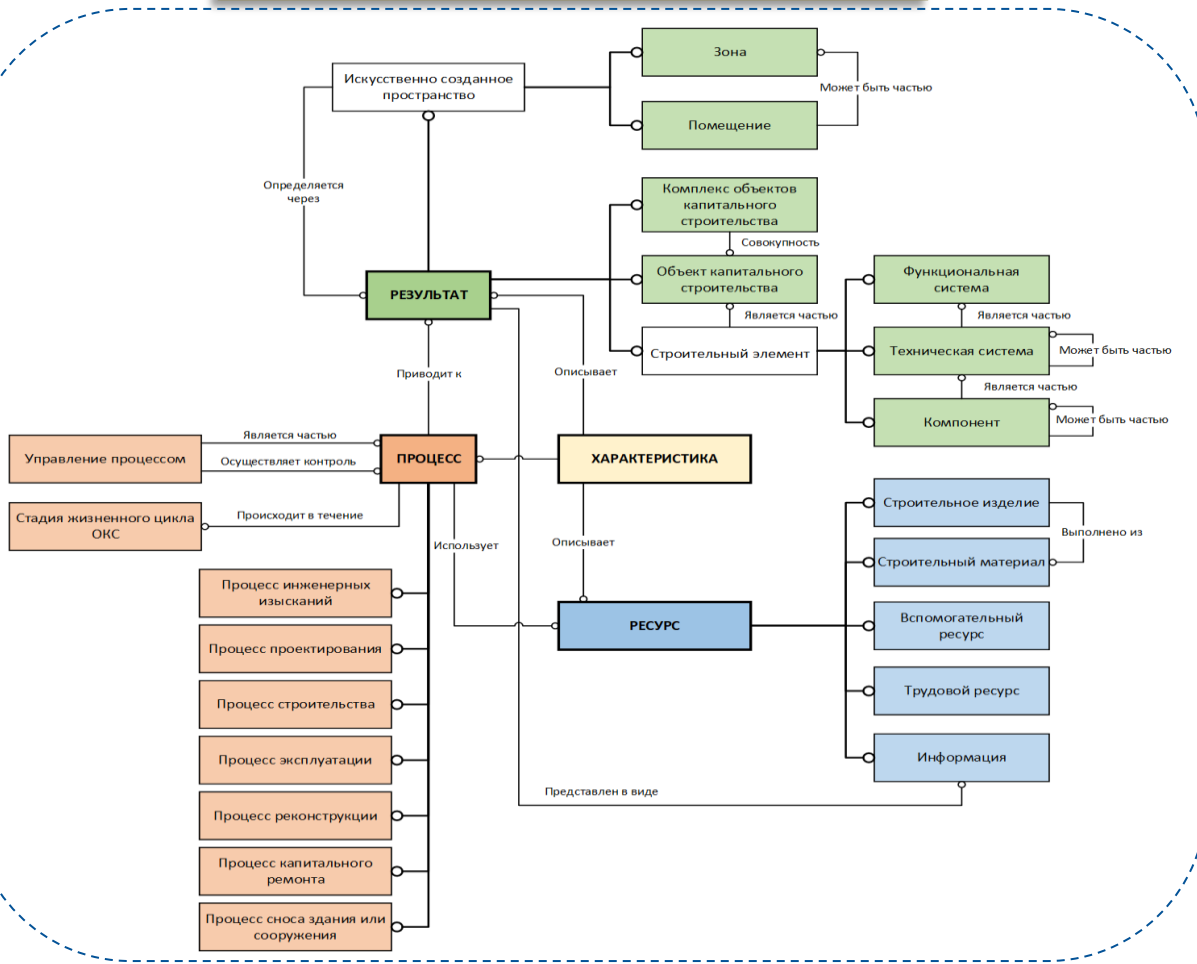 Зона
Искусственно созданное
пространство
Может быть частью
Помещение
Определяется
через
Комплекс объектов
капитального
строительства
Совокупность
Объект капитального
строительства
Функциональная
система
РЕЗУЛЬТАТ
Является частью
Является частью
Строительный элемент
Техническая система
Может быть частью
Приводит к
Описывает
Является частью
Компонент
Может быть частью
Является частью
Управление процессом
Осуществляет контроль
ПРОЦЕСС
ХАРАКТЕРИСТИКА
Стадия жизненного цикла
ОКС
Происходит в течение
Строительное изделие
Использует
Описывает
Выполнено из
Строительный материал
Процесс инженерных
изысканий
РЕСУРС
Вспомогательный
ресурс
Процесс проектирования
Процесс строительства
Трудовой ресурс
Процесс эксплуатации
Информация
Представлен в виде
Процесс реконструкции
Процесс капитального
ремонта
Процесс сноса здания или
сооружения